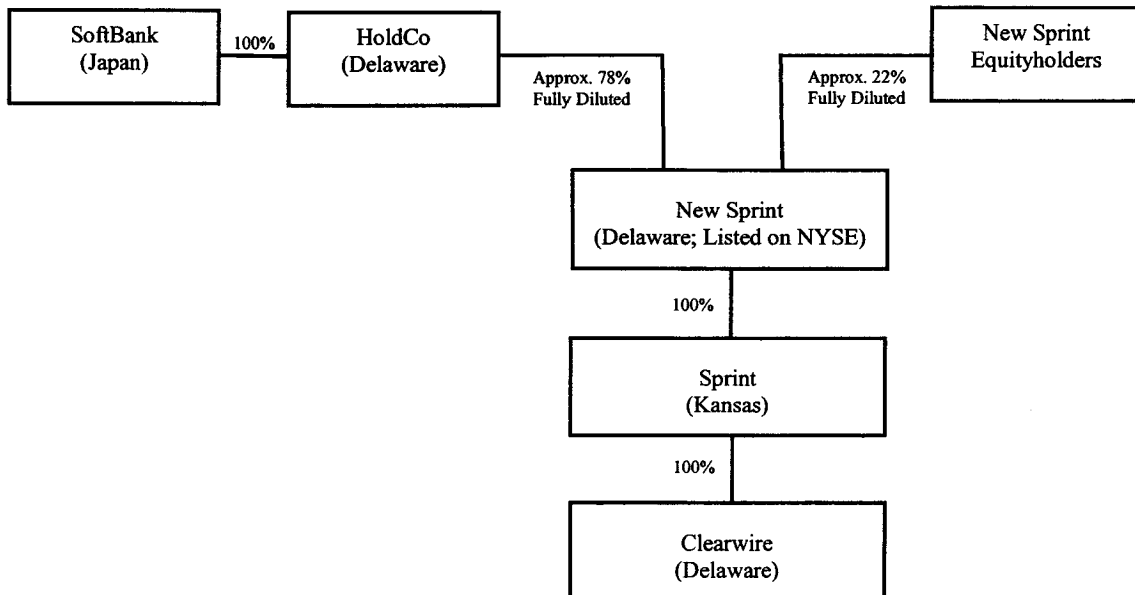 SoftBank
(Japan)
100%
HoldCo
(Delaware)
Approx. 78%
Fully Diluted
Approx. 22%
Fully Diluted
New Sprint
Equityholders
New Sprint
(Delaware; Listed on NYSE)
100%
Sprint
(Kansas)
100%
Clearwire
(Delaware)